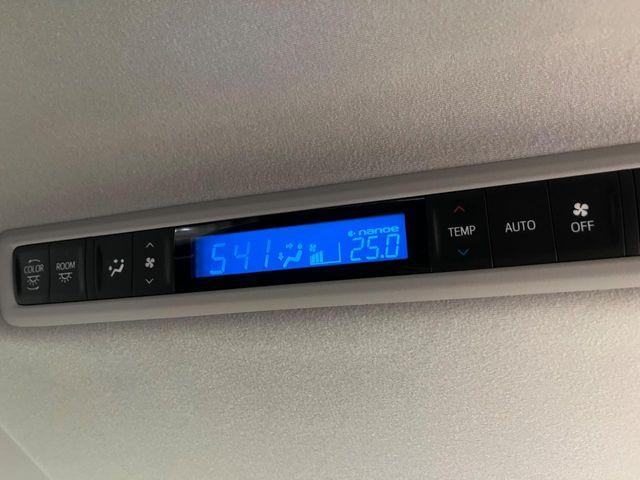 COLOR
ROOM
541
nanoe
25.0
TEMP
AUTO
OFF